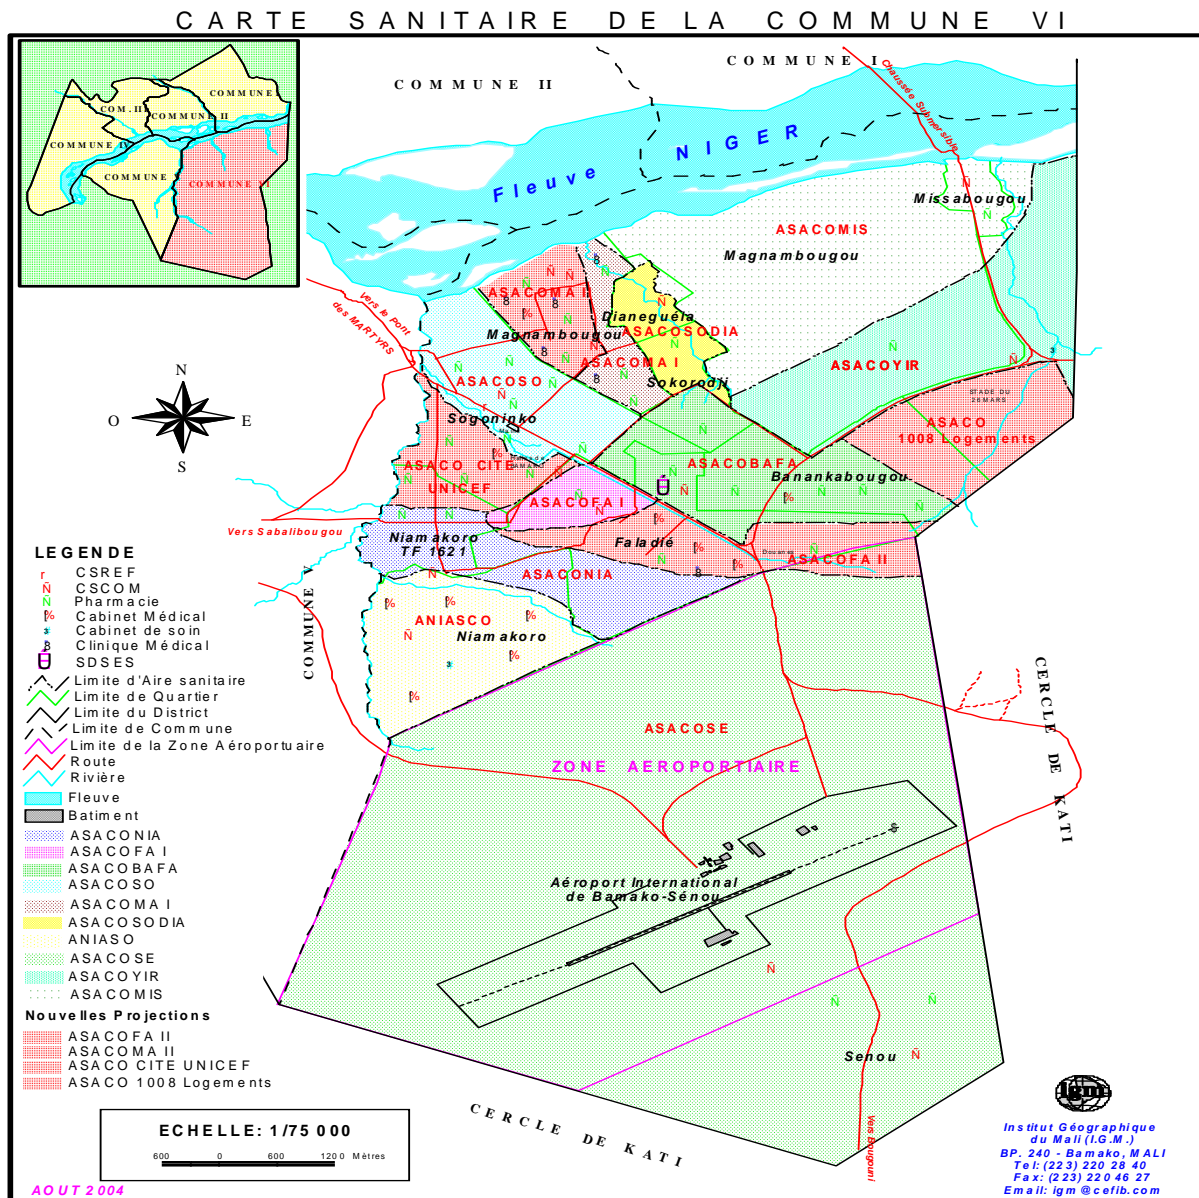 CARTE SANITAIRE DE LA COMMUNE VI
COMMUNE I
COM. III
COMMUNE II
COMMUNE IV
COMMUNE V
COMMUNE VI
COMMUNE II
COMMUNE I
Chaussée Submersible
Fleuve NIGER
Missabougou
ASACOMIS
Magnambougou
Vers le pont
des MARTYRS
ASACOMA II
Magnambougou
Dianeguéla
ASACOSODIA
ASACOMA I
Sokorodji
ASACOYIR
ASACOSO
Sogoninko
STADE DU
26 MARS
ASACO
1008 Logements
N
O
E
S
ASACO CITE
UNICEF
ASACOBAFA
Banankabougou
ASACOFA I
Vers Sabalibougou
Niamakoro
TF 1621
Faladié
Douanes
ASACOFA II
ASACONIA
ANIASCO
Niamakoro
COMMUNE V
LEGENDE
r CSREF
Ñ CSCOM
Ñ Pharmacie
Cabinet Médical
Cabinet de soin
Clinique Médical
SDSES
Limite d'Aire sanitaire
Limite de Quartier
Limite du District
Limite de Commune
Limite de la Zone Aéroportuaire
Route
Rivière
Fleuve
Batiment
ASACONIA
ASACOFA I
ASACOBAFA
ASACOSO
ASACOMA I
ASACOSODIA
ANIASO
ASACOSE
ASACOYIR
ASACOMIS
Nouvelles Projections
ASACOFA II
ASACOMA II
ASACO CITE UNICEF
ASACO 1008 Logements
ASACOSE
ZONE AEROPORTIAIRE
CERCLE DE KATI
Aéroport International
de Bamako-Sénou
Senou
Vers Bougouni
CERCLE DE KATI
ECHELLE: 1/75 000
600 0 600 1200 Mètres
AOUT 2004
Igm
Institut Géographique
du Mali (I.G.M.)
BP. 240 - Bamako, MALI
Tel: (223) 220 28 40
Fax: (223) 220 46 27
Email: igm@cefib.com